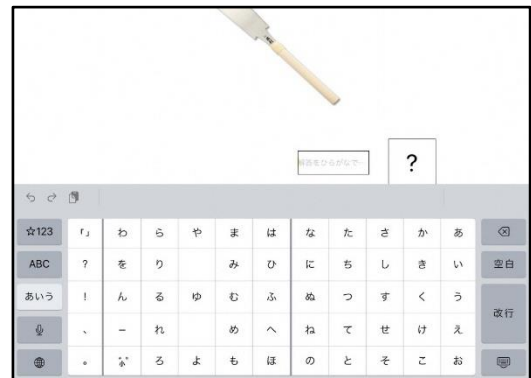 解答をひらがなで…
?
☆123 「」 わ ら や ま は な た さ か あ
ABC ? を り み ひ に ち し き い 空白
あいう ! ん る ゆ む ふ ぬ つ す く う 改行
、 ー れ め へ ね て せ け え
。 ろ よ も ほ の と そ こ お